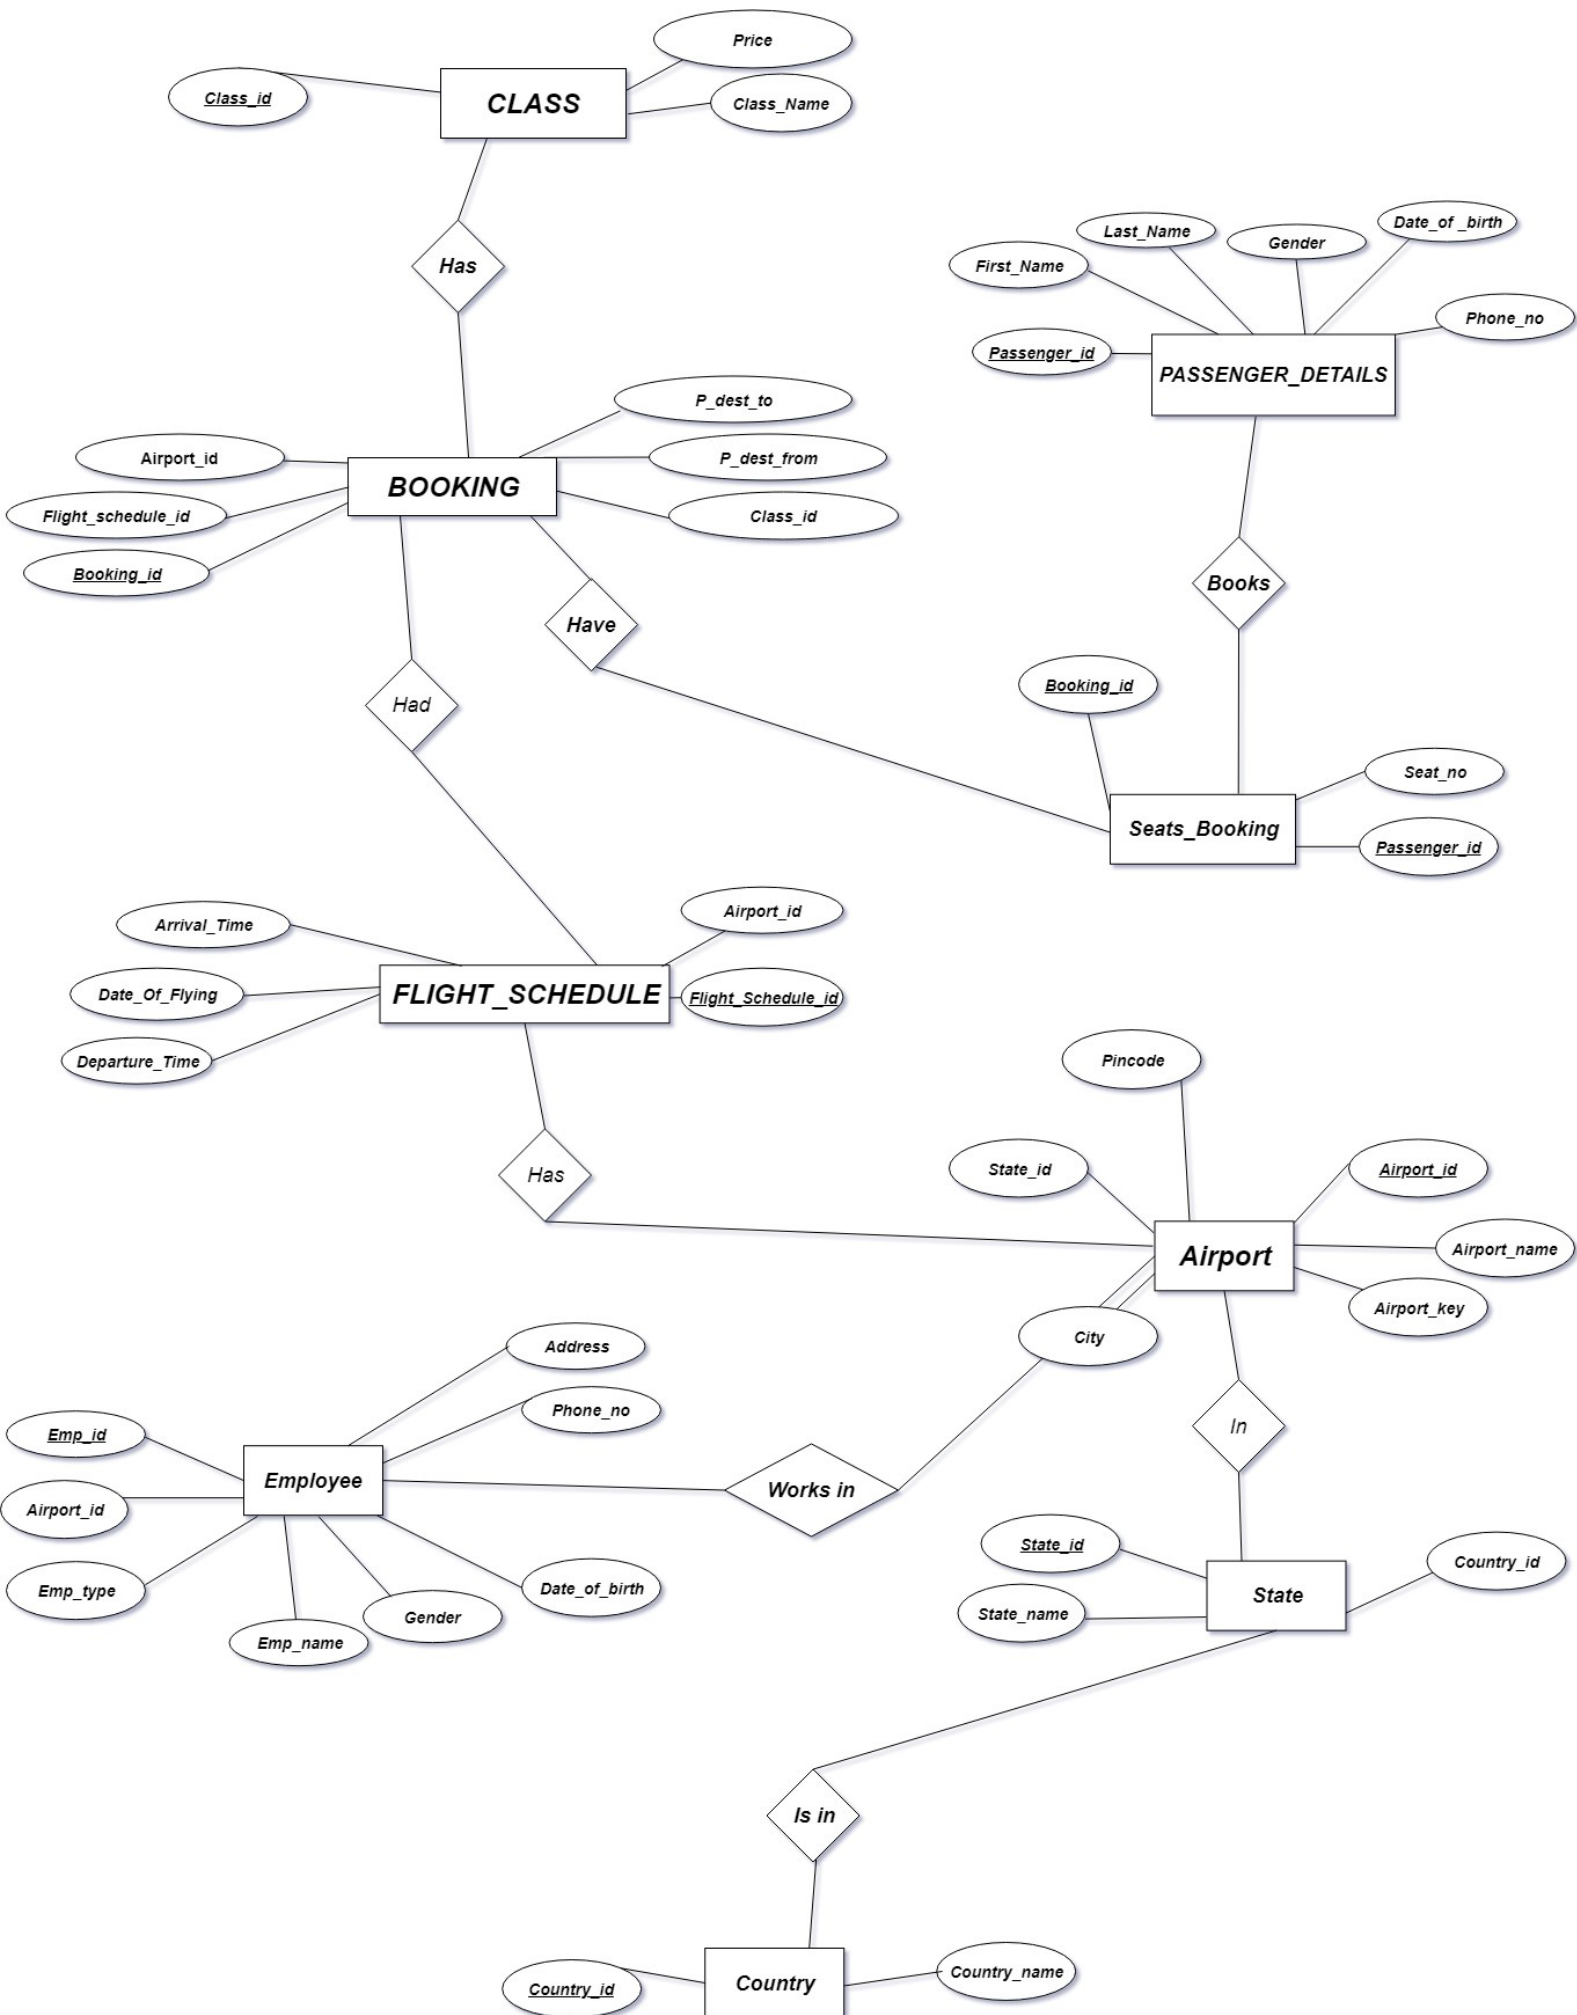 Price
Class_id
CLASS
Class_Name
Has
Last_Name
Date_of _birth
Gender
First_Name
Phone_no
Passenger_id
PASSENGER_DETAILS
P_dest_to
Airport_id
P_dest_from
BOOKING
Flight_schedule_id
Class_id
Booking_id
Books
Have
Booking_id
Had
Seat_no
Seats_Booking
Passenger_id
Arrival_Time
Airport_id
Date_Of_Flying
FLIGHT_SCHEDULE
Flight_Schedule_id
Departure_Time
Pincode
Has
State_id
Airport_id
Airport
Airport_name
Airport_key
City
Address
Phone_no
In
Emp_id
Employee
Works in
Airport_id
State_id
Country_id
Emp_type
Date_of_birth
State
Gender
State_name
Emp_name
Is in
Country_name
Country_id
Country